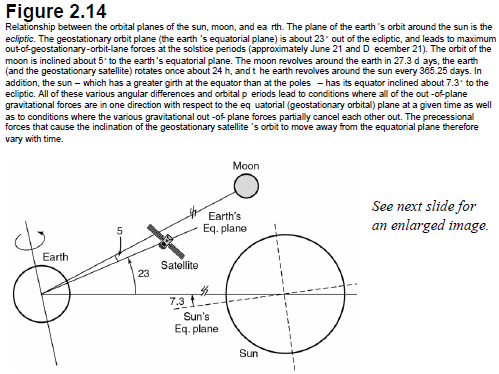 Figure 2.14
Relationship between the orbital planes of the sun, moon, and ea rth. The plane of the earth 's orbit around the sun is the
ecliptic. The geostationary orbit plane (the earth 's equatorial plane) is about 23° out of the ecliptic, and leads to maximum
out-of-geostationary-orbit-lane forces at the solstice periods (approximately June 21 and D ecember 21). The orbit of the
moon is inclined about 5° to the earth's equatorial plane. The moon revolves around the earth in 27.3 d ays, the earth
(and the geostationary satellite) rotates once about 24 h, and t he earth revolves around the sun every 365.25 days. In
addition, the sun – which has a greater girth at the equator than at the poles – has its equator inclined about 7.3° to the
ecliptic. All of these various angular differences and orbital p eriods lead to conditions where all of the out -of-plane
gravitational forces are in one direction with respect to the eq uatorial (geostationary orbital) plane at a given time as well
as to conditions where the various gravitational out -of- plane forces partially cancel each other out. The precessional
forces that cause the inclination of the geostationary satellite 's orbit to move away from the equatorial plane therefore
vary with time.
Moon
See next slide for
an enlarged image.
Earth's
Eq. plane
5
Earth
Satellite
23
7.3
Sun's
Eq. plane
Sun